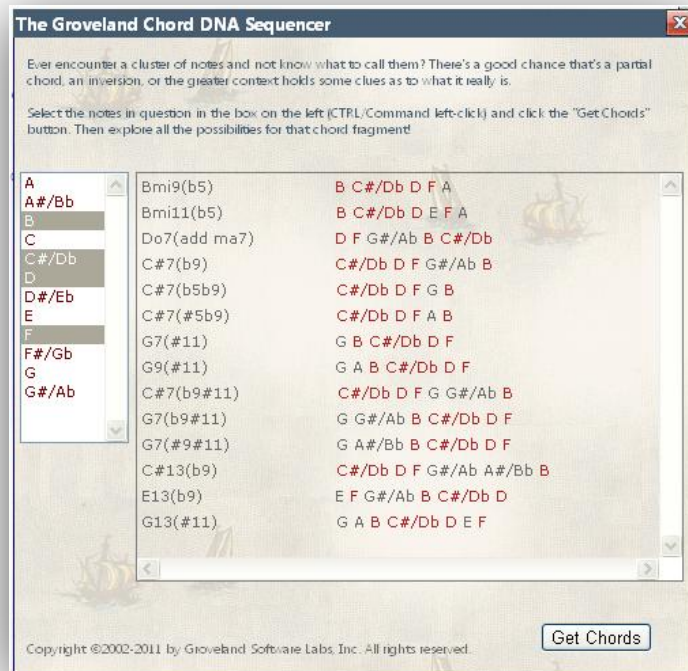 The Groveland Chord DNA Sequencer
Ever encounter a cluster of notes and not know what to call them? There's a good chance that's a partial
chord, an inversion, or the greater context holds some clues as to what it really is.
Select the notes in question in the box on the left (CTRL/Command left-click) and click the "Get Chords"
button. Then explore all the possibilities for that chord fragment!
A
A#/Bb
B
C
C#/Db
D
D#/Eb
E
F
F#/Gb
G
G#/Ab
Bmi9(b5) B C#/Db D F A
Bmi11(b5) B C#/Db D E F A
Do7(add ma7) D F G#/Ab B C#/Db
C#7(b9) C#/Db D F G#/Ab B
C#7(b5b9) C#/Db D F G B
C#7(#5b9) C#/Db D F A B
G7(#11) G B C#/Db D F
G9(#11) G A B C#/Db D F
C#7(b9#11) C#/Db D F G G#/Ab B
G7(b9#11) G G#/Ab B C#/Db D F
G7(#9#11) G A#/Bb B C#/Db D F
C#13(b9) C#/Db D F G#/Ab A#/Bb B
E13(b9) E F G#/Ab B C#/Db D
G13(#11) G A B C#/Db D E F
Get Chords
Copyright ©2002-2011 by Groveland Software Labs, Inc. All rights reserved.